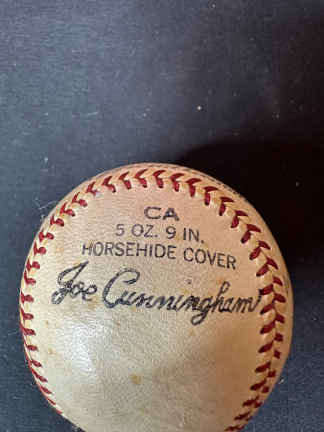 CA
5 OZ. 9 IN.
HORSEHIDE COVER
Joe Cunningham